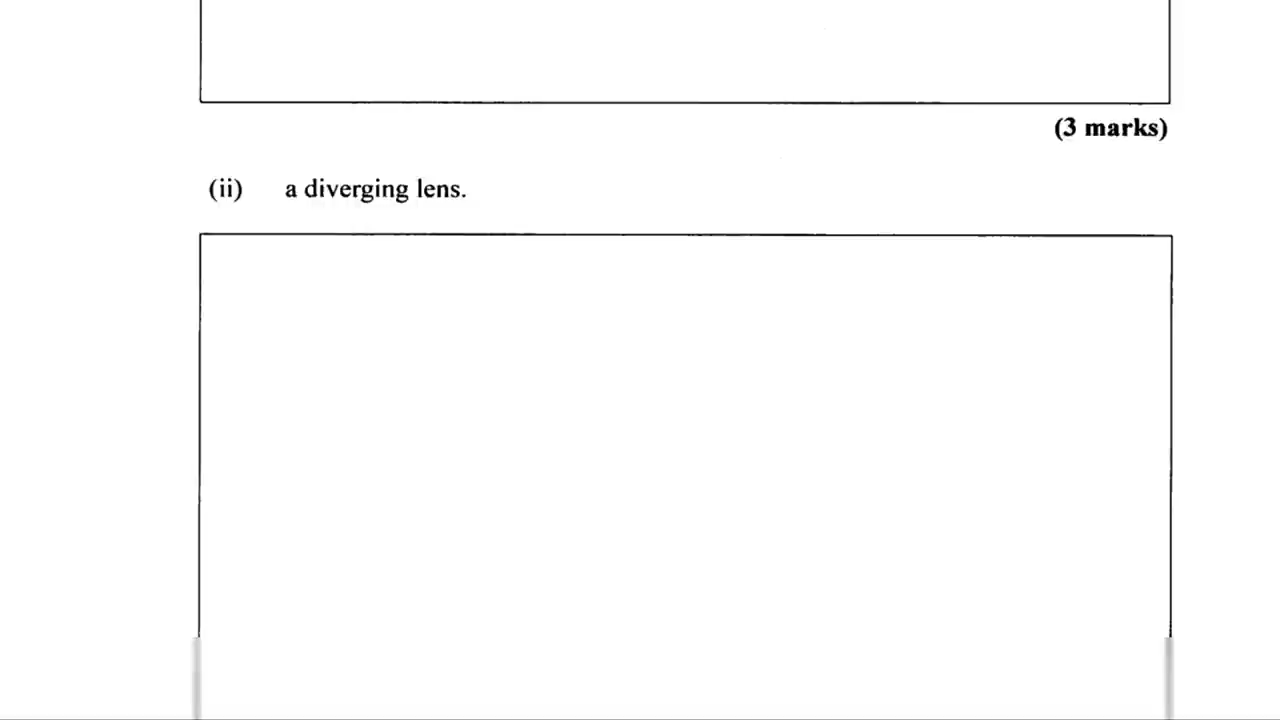 (3 marks)
(ii) a diverging lens.